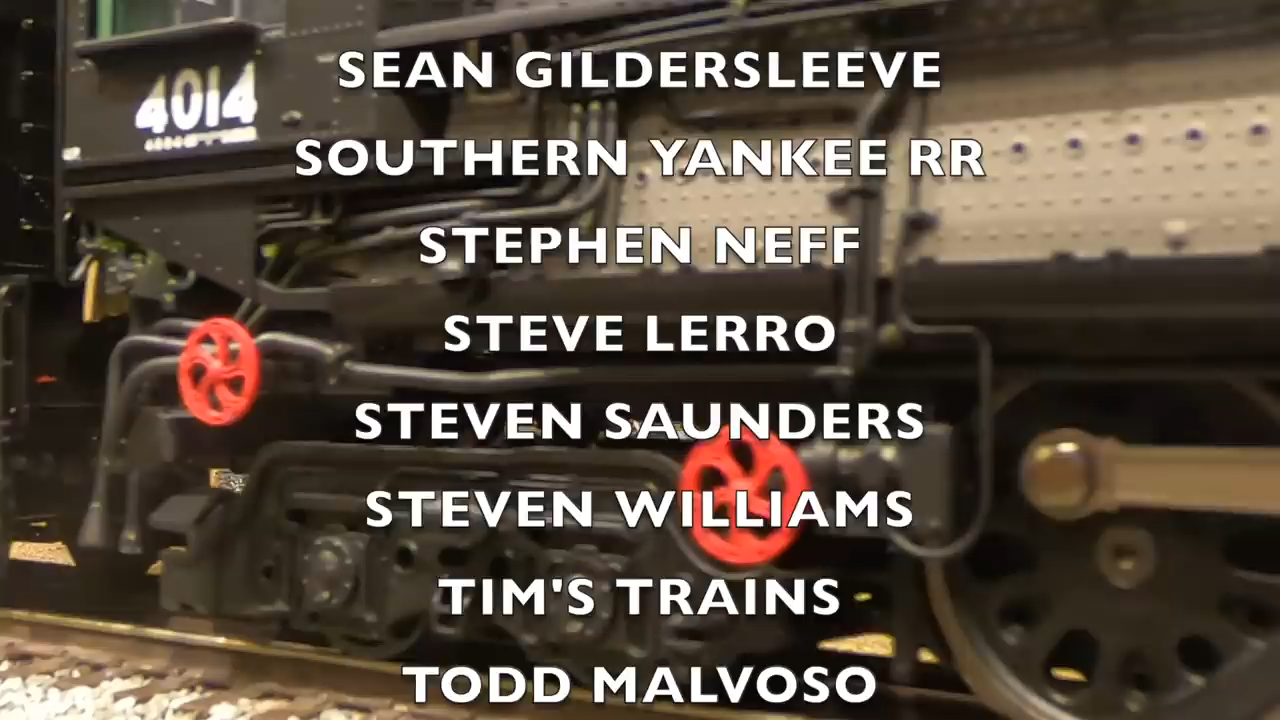 SEAN GILDERSLEEVE
4014
SOUTHERN YANKEE RR
STEPHEN NEFF
STEVE LERRO
STEVEN SAUNDERS
STEVEN WILLIAMS
TIM'S TRAINS
TODD MALVOSO